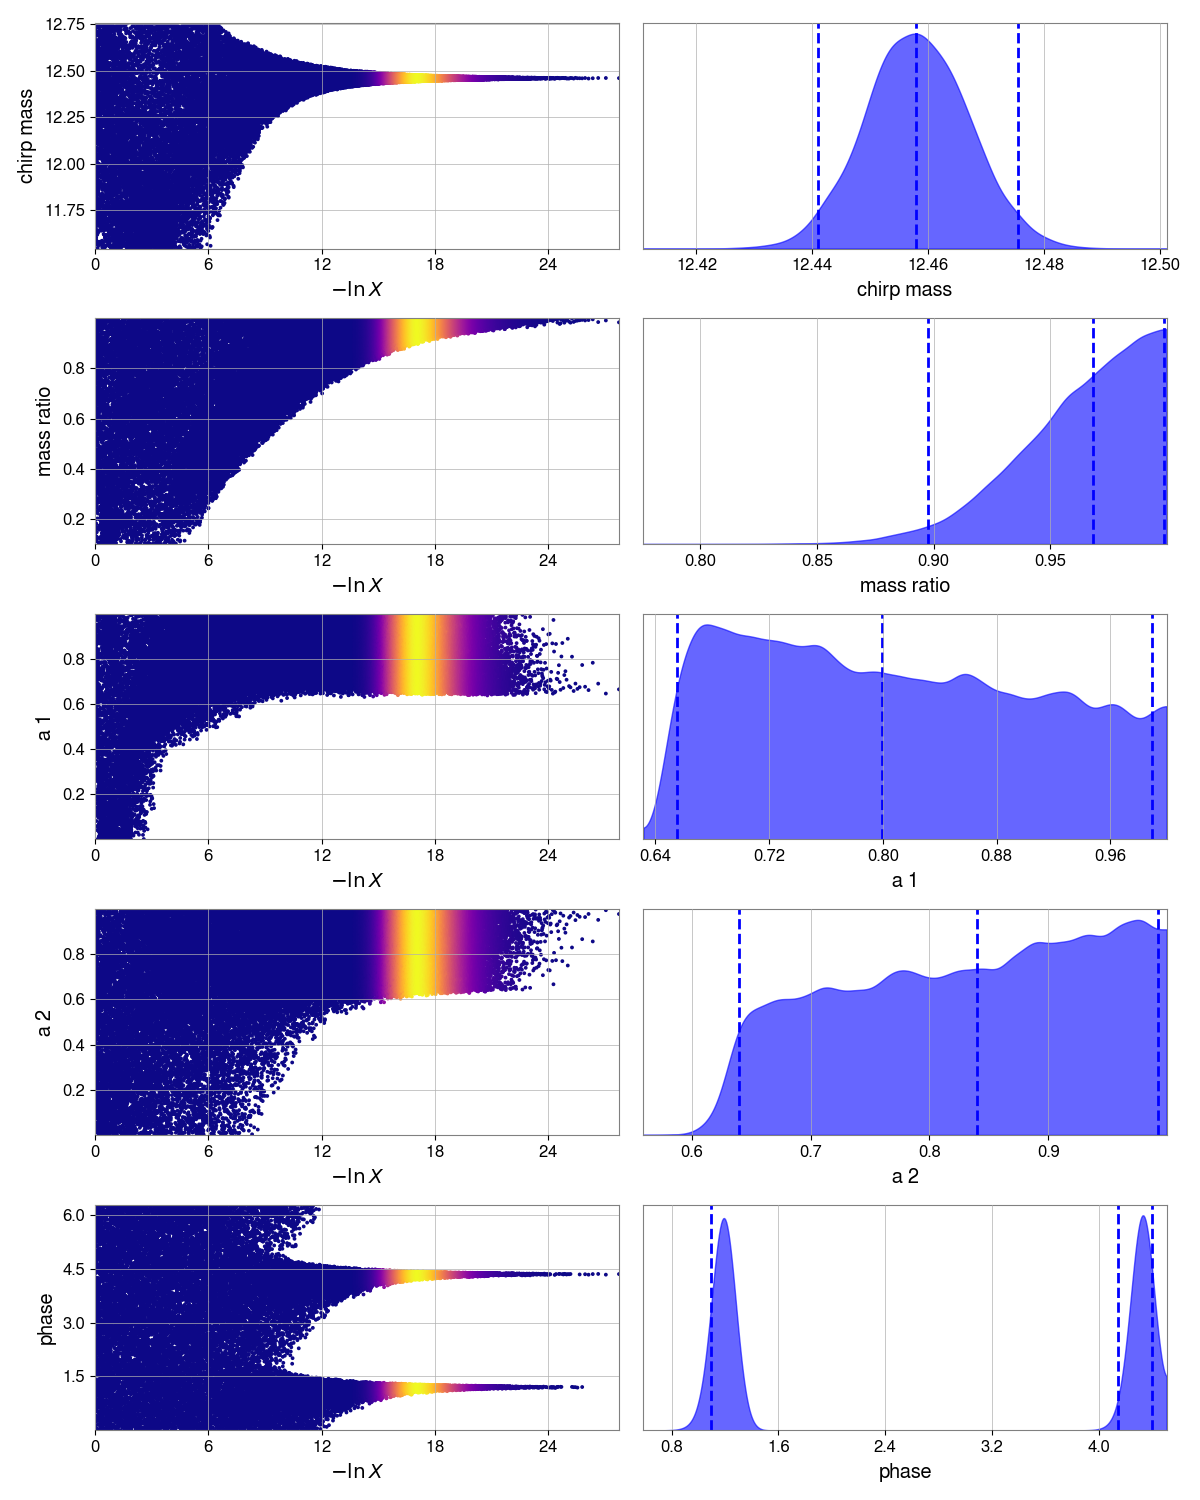 12.75
12.50
12.25
12.00
11.75
chirp mass
0 6 12 18 24
−ln X
12.42 12.44 12.46 12.48 12.50
chirp mass
0.8
0.6
0.4
0.2
mass ratio
0 6 12 18 24
−ln X
0.80 0.85 0.90 0.95
mass ratio
0.8
0.6
0.4
0.2
a 1
0 6 12 18 24
−ln X
0.64 0.72 0.80 0.88 0.96
a 1
0.8
0.6
0.4
0.2
a 2
0 6 12 18 24
−ln X
0.6 0.7 0.8 0.9
a 2
6.0
4.5
3.0
1.5
phase
0 6 12 18 24
−ln X
0.8 1.6 2.4 3.2 4.0
phase